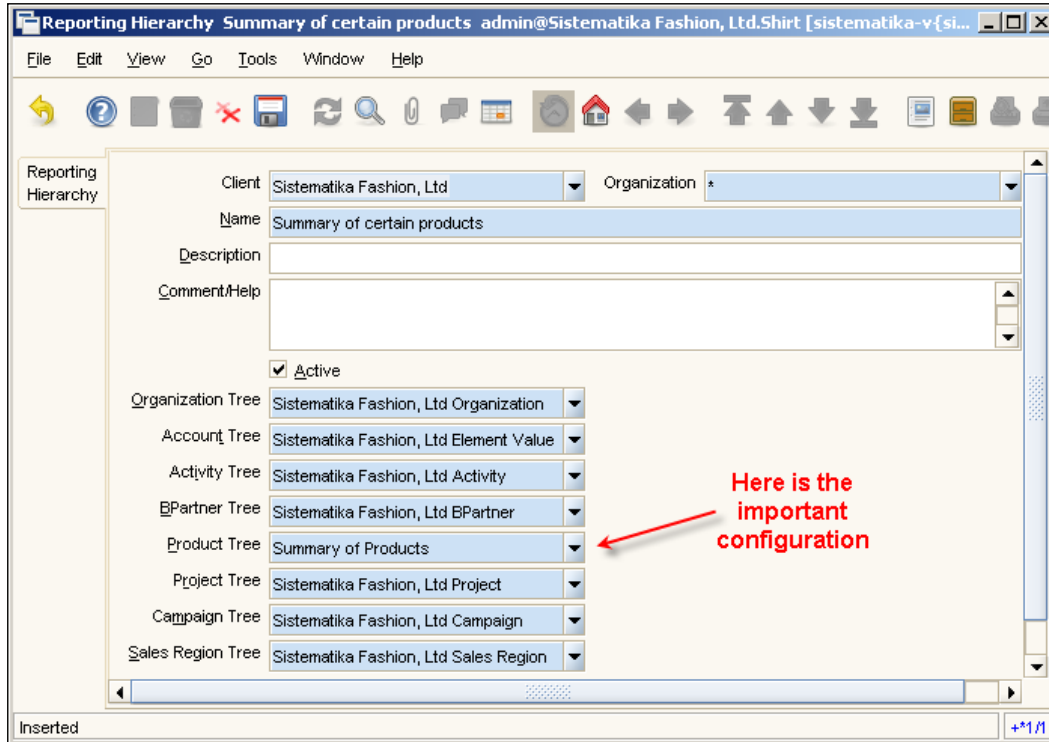 Reporting Hierarchy  Summary of certain products  admin@Sistematika Fashion, Ltd.Shirt [sistematika-v{si...
File Edit View Go Tools Window Help
Reporting
Hierarchy
Client Sistematika Fashion, Ltd Organization *
Name Summary of certain products
Description
Comment/Help
Active
Organization Tree Sistematika Fashion, Ltd Organization
Account Tree Sistematika Fashion, Ltd Element Value
Activity Tree Sistematika Fashion, Ltd Activity
BPartner Tree Sistematika Fashion, Ltd BPartner
Product Tree Summary of Products
Project Tree Sistematika Fashion, Ltd Project
Campaign Tree Sistematika Fashion, Ltd Campaign
Sales Region Tree Sistematika Fashion, Ltd Sales Region
Here is the
important
configuration
Inserted +*1/1